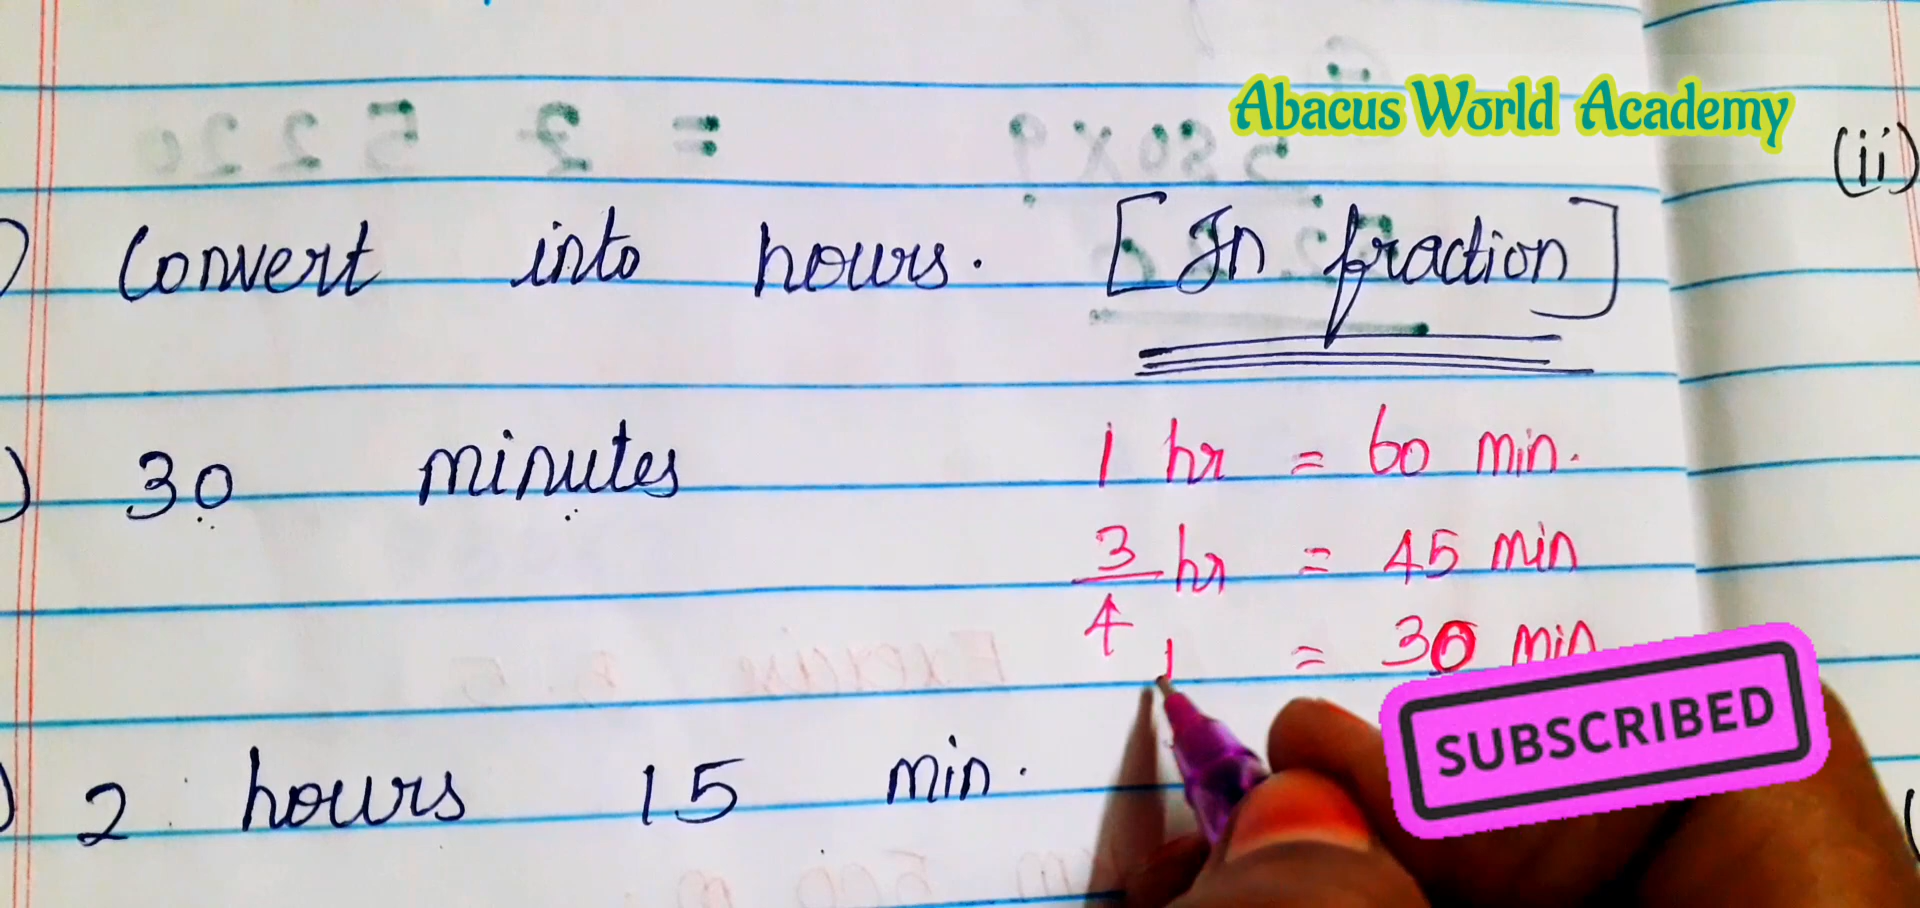 Abacus World Academy
(ii)
) Convert into hours. [In fraction]
) 30 minutes
1 hr = 60 min.
3/4 hr = 45 min
1 = 30 min
SUBSCRIBED
) 2 hours 15 min.